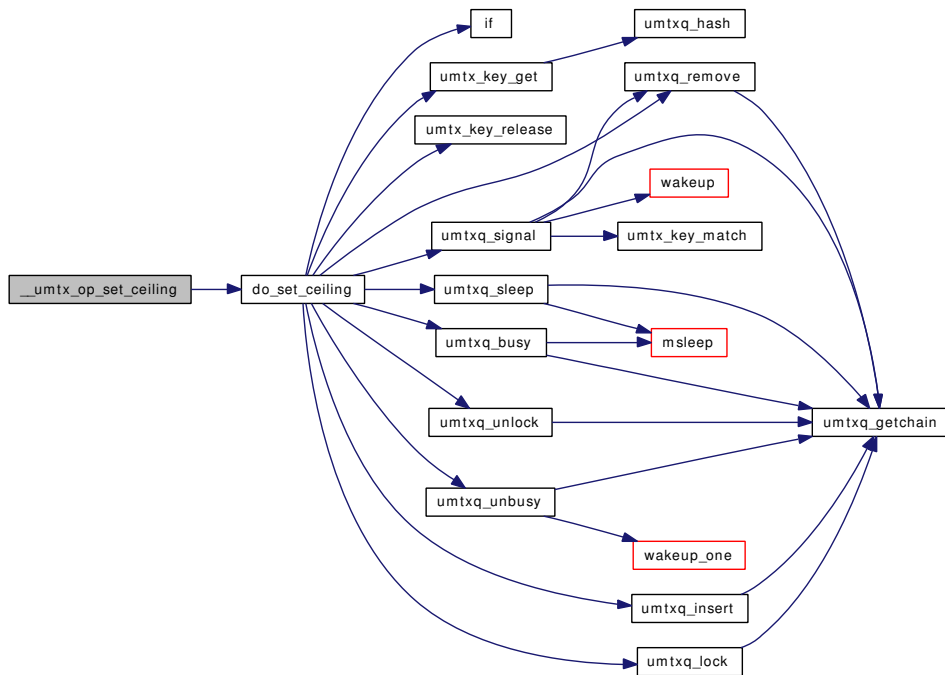 if
umtxq_hash
umtx_key_get
umtxq_remove
umtx_key_release
wakeup
umtxq_signal
umtx_key_match
__umtx_op_set_ceiling
do_set_ceiling
umtxq_sleep
umtxq_busy
msleep
umtxq_unlock
umtxq_getchain
umtxq_unbusy
wakeup_one
umtxq_insert
umtxq_lock